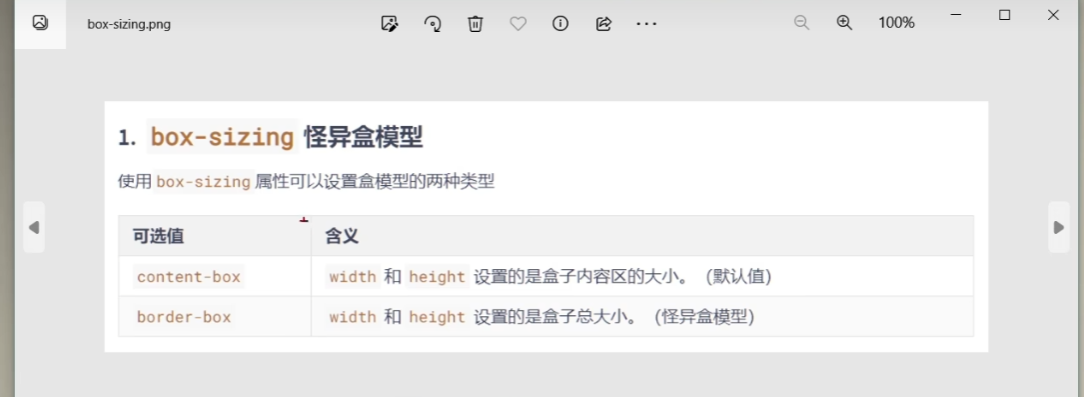 box-sizing.png
100%
1. box-sizing 怪异盒模型
使用 box-sizing 属性可以设置盒模型的两种类型
可选值 含义
content-box width 和 height 设置的是盒子内容区的大小。（默认值）
border-box width 和 height 设置的是盒子总大小。（怪异盒模型）